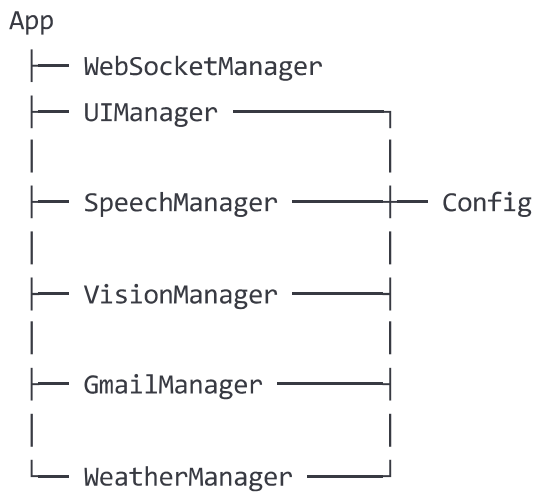 App
WebSocketManager
UIManager
SpeechManager Config
VisionManager
GmailManager
WeatherManager